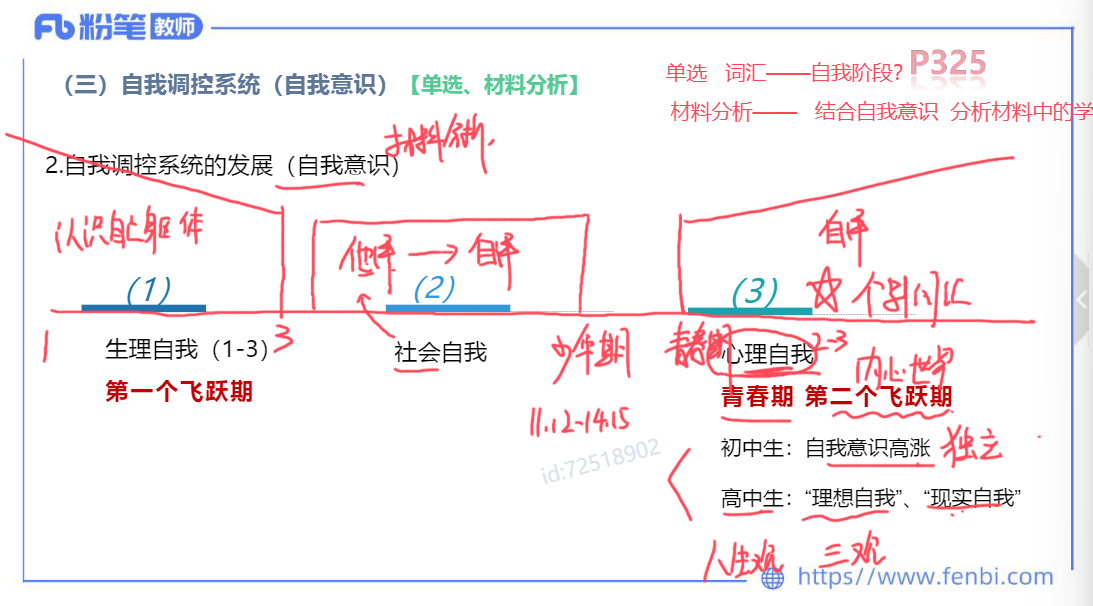 粉笔教师
(三)自我调控系统(自我意识)【单选、材料分析】
单选 词汇——自我阶段?
P325
材料分析—— 结合自我意识 分析材料中的学
材料分析
2.自我调控系统的发展(自我意识)
认识自己躯体
他评→自评
自评
(1)
(2)
(3)
☆个别词汇
1
3
生理自我(1-3)
社会自我
少年期
青春期
心理自我
2-3
第一个飞跃期
内心世界
青春期 第二个飞跃期
11.12-14.15
初中生:自我意识高涨
独立
id:72518902
高中生:“理想自我”、“现实自我”
人生观 三观
https//www.fenbi.com